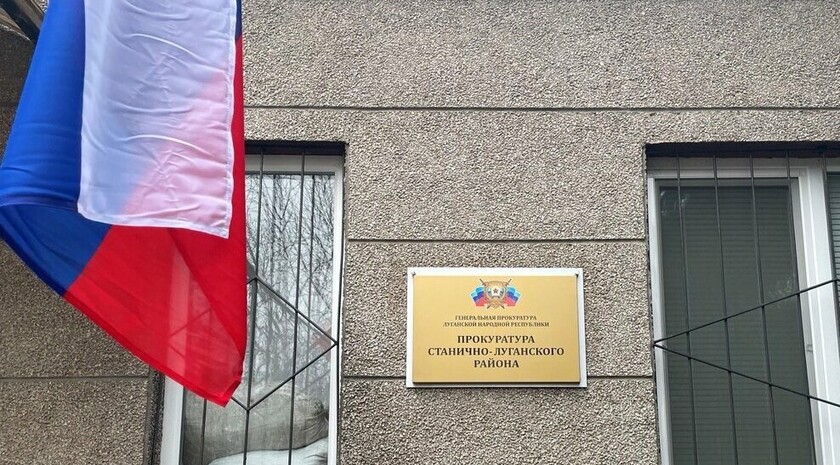 ГЕНЕРАЛЬНАЯ ПРОКУРАТУРА
ЛУГАНСКОЙ НАРОДНОЙ РЕСПУБЛИКИ
ПРОКУРАТУРА
СТАНИЧНО-ЛУГАНСКОГО
РАЙОНА